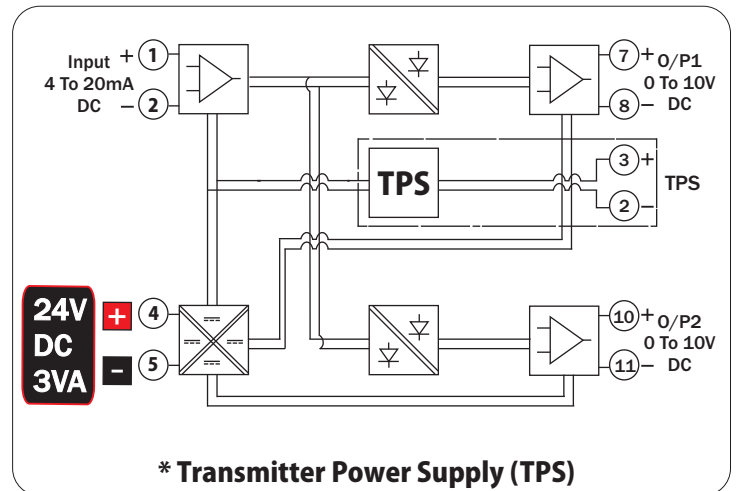 Input + 1
4 To 20mA
DC – 2
7 + O/P1
0 To 10V
8 – DC
TPS
3 +
TPS
2 –
24V + 4
DC
3VA - 5
10 + O/P2
0 To 10V
11 – DC
* Transmitter Power Supply (TPS)